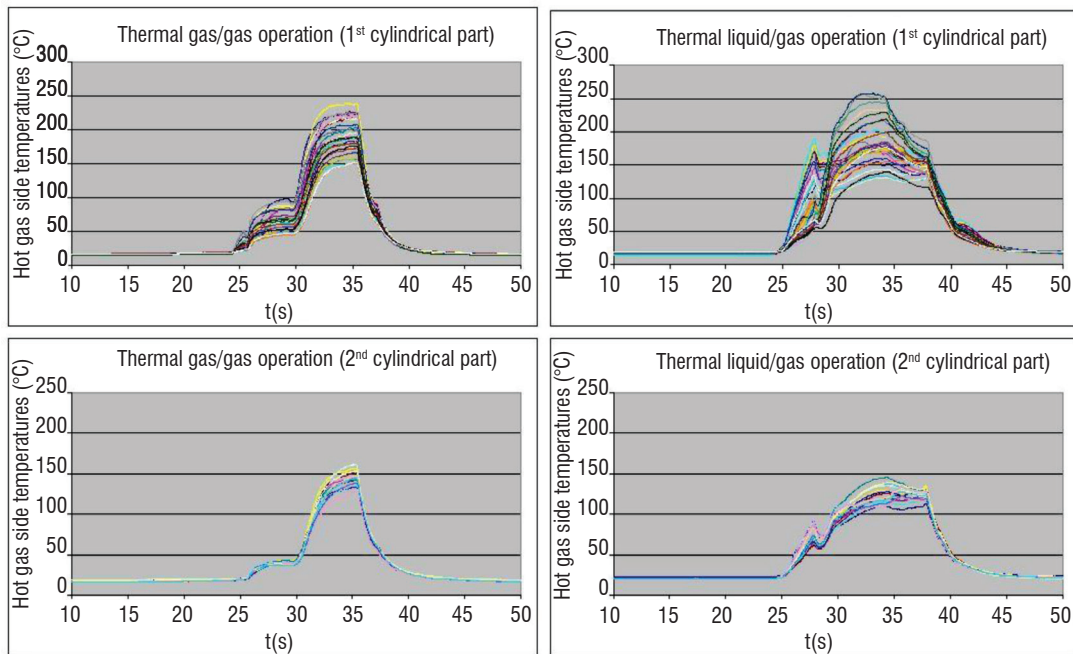 Thermal gas/gas operation (1st cylindrical part)
Hot gas side temperatures (°C)
300
250
200
150
100
50
0
10 15 20 25 30 35 40 45 50
t(s)
Thermal liquid/gas operation (1st cylindrical part)
Hot gas side temperatures (°C)
300
250
200
150
100
50
0
10 15 20 25 30 35 40 45 50
t(s)
Thermal gas/gas operation (2nd cylindrical part)
Hot gas side temperatures (°C)
250
200
150
100
50
0
10 15 20 25 30 35 40 45 50
t(s)
Thermal liquid/gas operation (2nd cylindrical part)
Hot gas side temperatures (°C)
250
200
150
100
50
0
10 15 20 25 30 35 40 45 50
t(s)